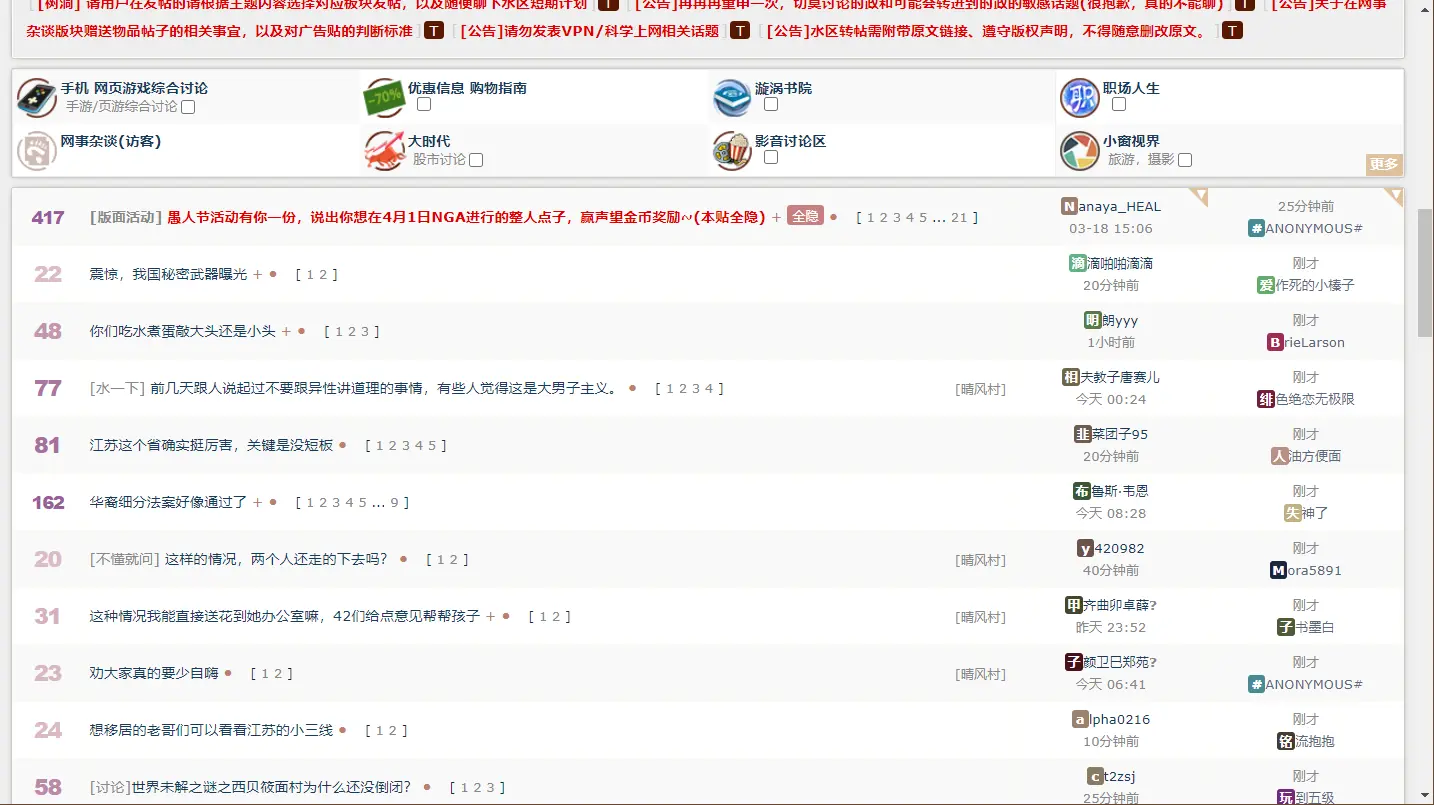 [树洞] 请用户在发帖的请根据主题内容选择对应板块发帖，以及随便聊下水区短期计划 T [公告]再再再重申一次，切莫讨论的政和可能会转进到的政的敏感话题(很抱歉，真的不能聊) T [公告]关于在网事
杂谈版块赠送物品帖子的相关事宜，以及对广告贴的判断标准 T [公告]请勿发表VPN/科学上网相关话题 T [公告]水区转帖需附带原文链接、遵守版权声明，不得随意删改原文。 T
手机 网页游戏综合讨论 优惠信息 购物指南 漩涡书院 职场人生
手游/页游综合讨论 -70% 职
网事杂谈(访客) 大时代 影音讨论区 小窗视界
股市讨论 旅游，摄影 更多
417 [版面活动] 愚人节活动有你一份，说出你想在4月1日NGA进行的整人点子，赢声望金币奖励~(本贴全隐) + 全隐 • [ 1 2 3 4 5 ... 21 ] Nanaya_HEAL 25分钟前
03-18 15:06 #ANONYMOUS#
22 震惊，我国秘密武器曝光 + • [ 1 2 ] 滴滴啪啪滴滴 刚才
20分钟前 爱作死的小榛子
48 你们吃水煮蛋敲大头还是小头 + • [ 1 2 3 ] 明朗yyy 刚才
1小时前 BrieLarson
77 [水一下] 前几天跟人说起过不要跟异性讲道理的事情，有些人觉得这是大男子主义。 • [ 1 2 3 4 ] [晴风村] 相夫教子唐赛儿 刚才
今天 00:24 绯色绝恋无极限
81 江苏这个省确实挺厉害，关键是没短板 • [ 1 2 3 4 5 ] 韭菜团子95 刚才
20分钟前 人油方便面
162 华裔细分法案好像通过了 + • [ 1 2 3 4 5 ... 9 ] 布鲁斯·韦恩 刚才
今天 08:28 失神了
20 [不懂就问] 这样的情况，两个人还走的下去吗？ • [ 1 2 ] [晴风村] y420982 刚才
40分钟前 Mora5891
31 这种情况我能直接送花到她办公室嘛，42们给点意见帮帮孩子 + • [ 1 2 ] [晴风村] 甲齐曲卯卓薛? 刚才
昨天 23:52 子书墨白
23 劝大家真的要少自嗨 • [ 1 2 ] [晴风村] 子颜卫巳郑苑? 刚才
今天 06:41 #ANONYMOUS#
24 想移居的老哥们可以看看江苏的小三线 • [ 1 2 ] alpha0216 刚才
10分钟前 铭流抱抱
58 [讨论]世界未解之谜之西贝莜面村为什么还没倒闭？ • [ 1 2 3 ] ct2zsj 刚才
25分钟前 玩到五级